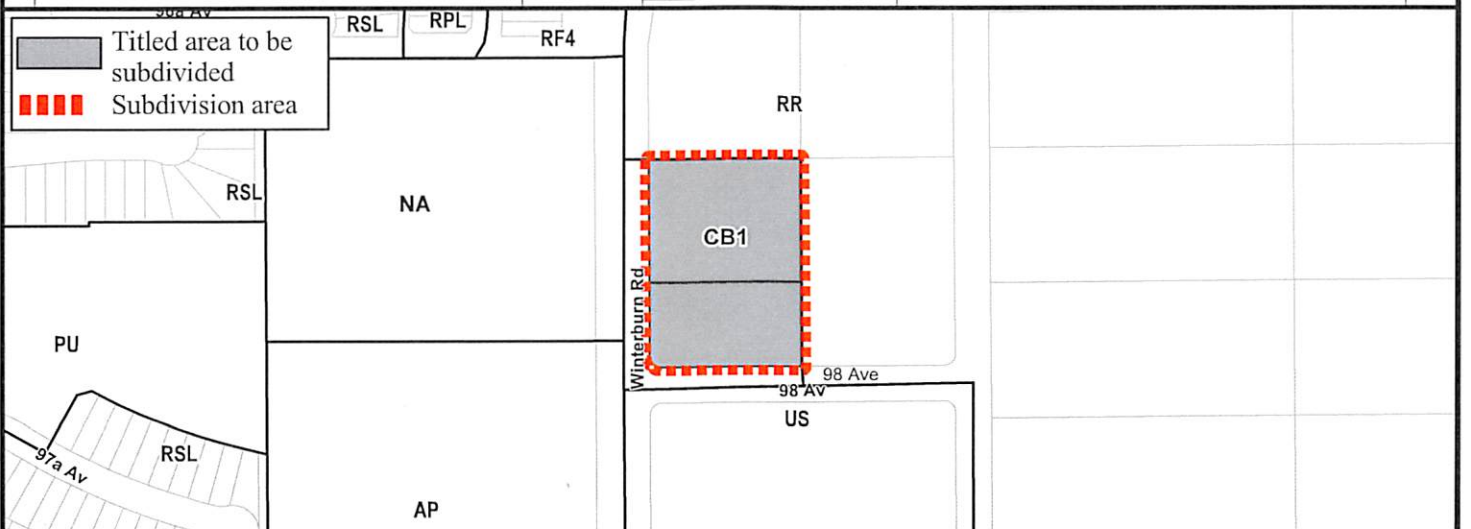 RSL
RPL
RF4
Titled area to be
subdivided
Subdivision area
RR
RSL
NA
CB1
Winterburn Rd
PU
98 Ave
98 Av
US
RSL
97a Av
AP